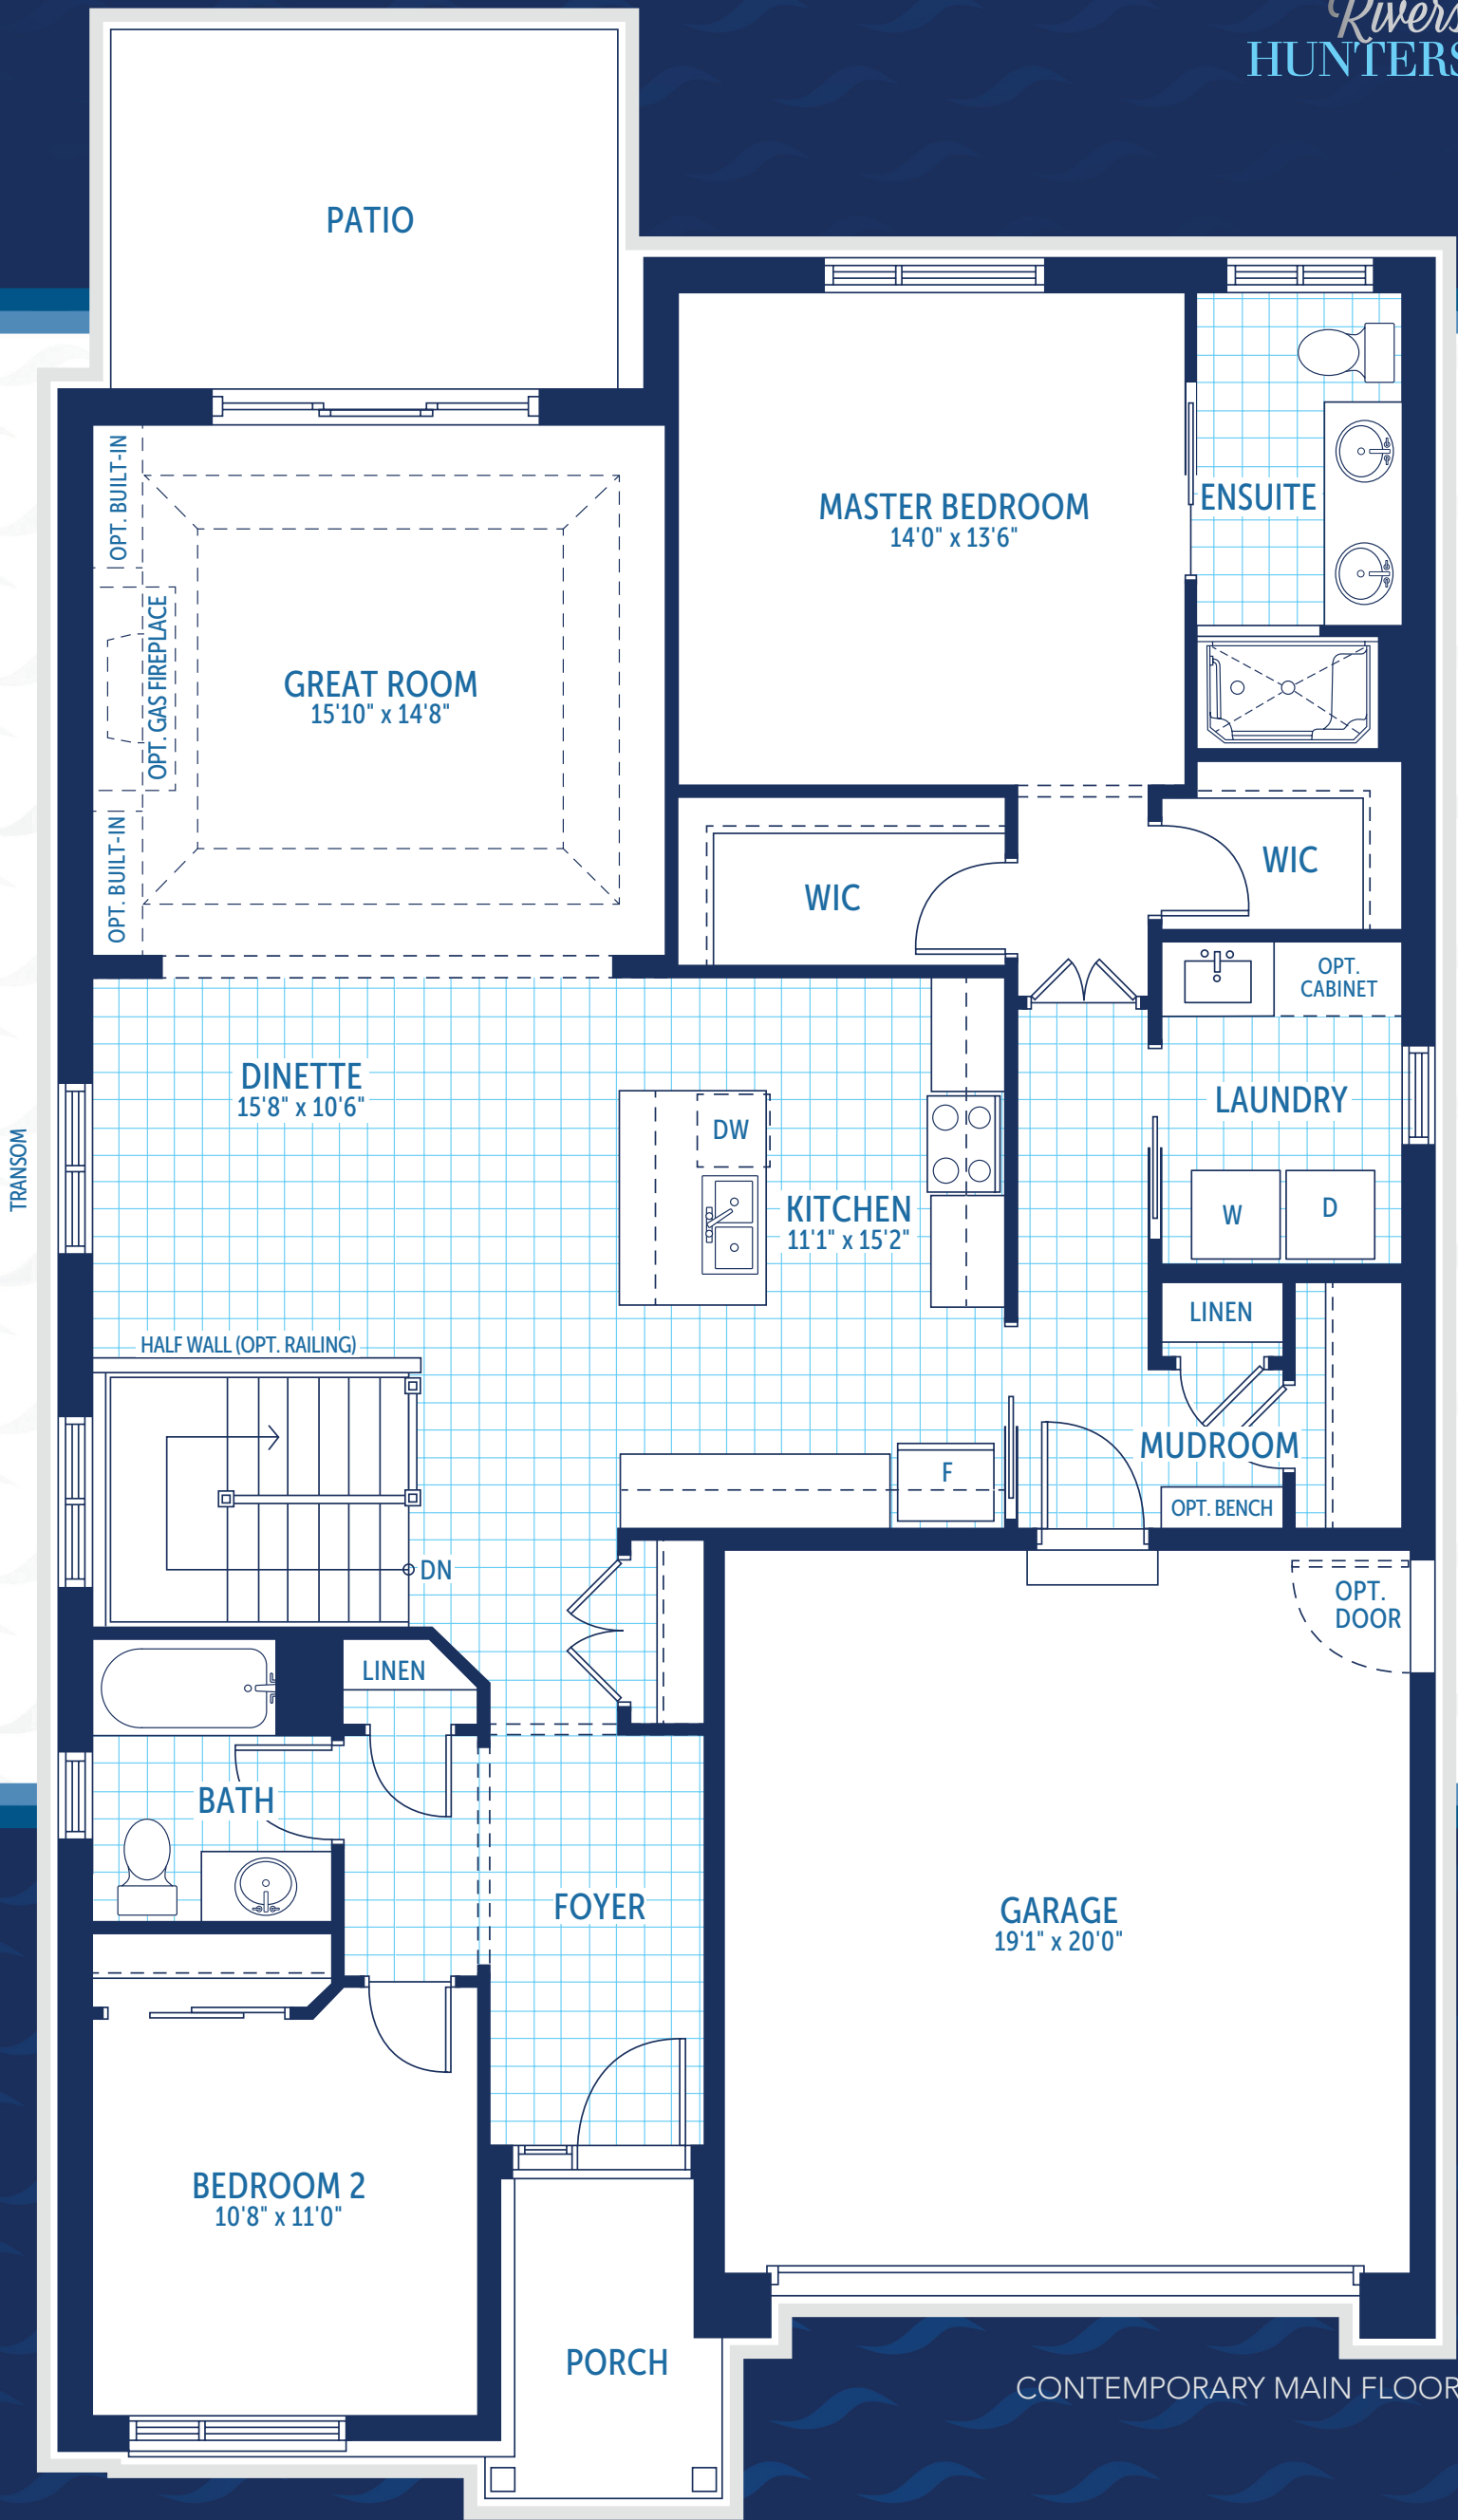 Rivers
HUNTERS
PATIO
MASTER BEDROOM
14'0" x 13'6"
ENSUITE
OPT. BUILT-IN
OPT. GAS FIREPLACE
OPT. BUILT-IN
GREAT ROOM
15'10" x 14'8"
WIC
WIC
OPT.
CABINET
LAUNDRY
W
D
DINETTE
15'8" x 10'6"
TRANSOM
DW
KITCHEN
11'1" x 15'2"
HALF WALL (OPT. RAILING)
LINEN
MUDROOM
OPT. BENCH
F
DN
OPT.
DOOR
LINEN
BATH
FOYER
GARAGE
19'1" x 20'0"
BEDROOM 2
10'8" x 11'0"
PORCH
CONTEMPORARY MAIN FLOOR